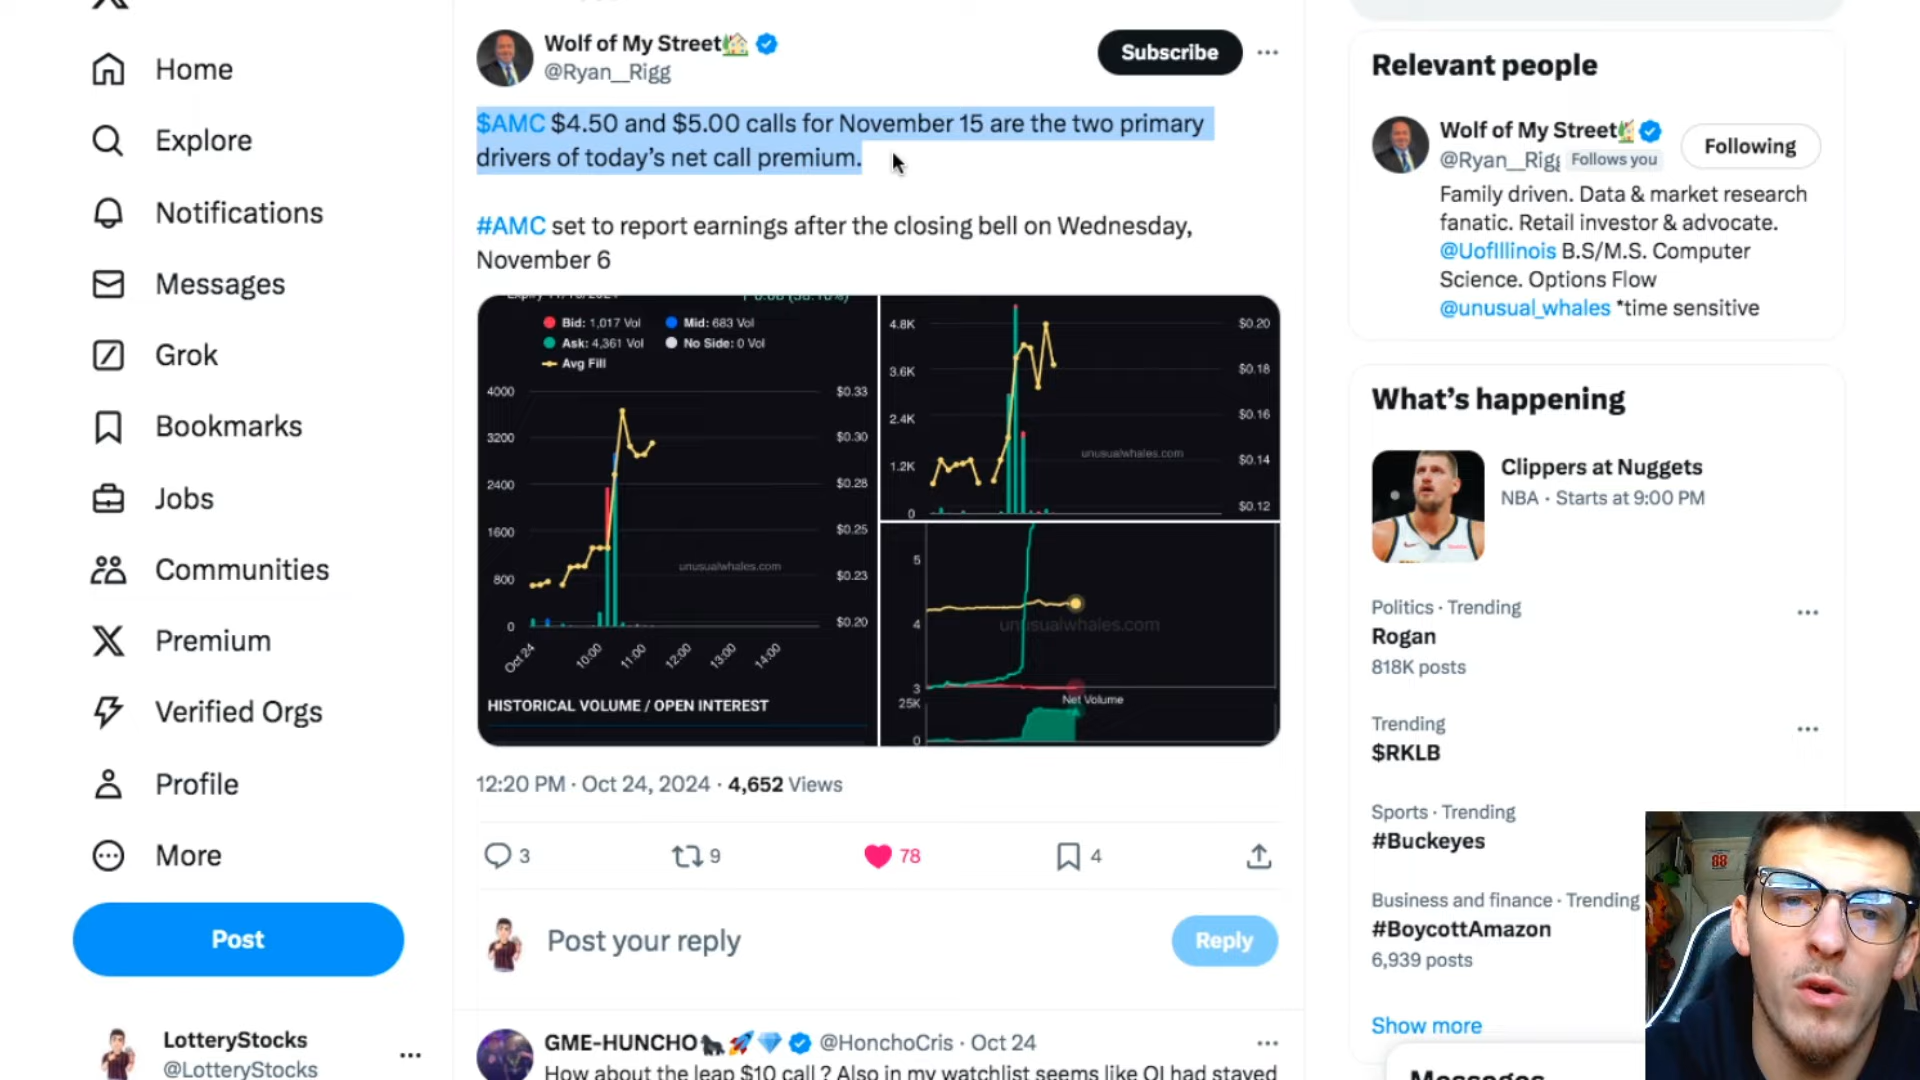 Home
Explore
Notifications
Messages
Grok
Bookmarks
Jobs
Communities
Premium
Verified Orgs
Profile
More
Post
LotteryStocks
@LotteryStocks
Wolf of My Street
@Ryan__Rigg
Subscribe
$AMC $4.50 and $5.00 calls for November 15 are the two primary
drivers of today's net call premium.
#AMC set to report earnings after the closing bell on Wednesday,
November 6
Bid: 1,017 Vol
Mid: 683 Vol
Ask: 4,361 Vol
No Side: 0 Vol
Avg Fill
4000
3200
2400
1600
800
0
$0.33
$0.30
$0.28
$0.25
$0.23
$0.20
unusualwhales.com
Oct 24
10:00
11:00
12:00
13:00
14:00
HISTORICAL VOLUME / OPEN INTEREST
4.8K
3.6K
2.4K
1.2K
0
$0.20
$0.18
$0.16
$0.14
$0.12
unusualwhales.com
5
4
3
unusualwhales.com
Net Volume
25K
0
12:20 PM · Oct 24, 2024 · 4,652 Views
3
9
78
4
Post your reply
Reply
GME-HUNCHO
@HonchoCris · Oct 24
How about the leap $10 call ? Also in my watchlist seems like OI had stayed
Relevant people
Wolf of My Street
@Ryan__Rigg
Follows you
Following
Family driven. Data & market research
fanatic. Retail investor & advocate.
@UofIllinois B.S/M.S. Computer
Science. Options Flow
@unusual_whales *time sensitive
What's happening
Clippers at Nuggets
NBA · Starts at 9:00 PM
Politics · Trending
Rogan
818K posts
Trending
$RKLB
Sports · Trending
#Buckeyes
Business and finance · Trending
#BoycottAmazon
6,939 posts
Show more
Messages
88